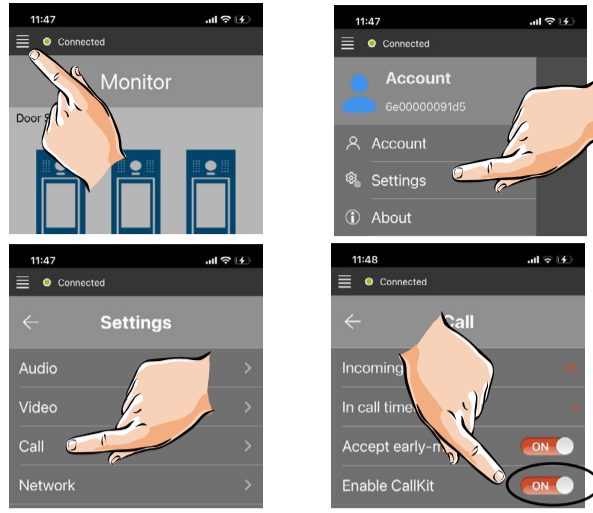 11:47
Connected
Monitor
Door
11:47
Connected
Account
6e00000091d5
Account
Settings
About
11:47
Connected
Settings
Audio
Video
Call
Network
11:48
Connected
Call
Incoming
In call time
Accept early-m
ON
Enable CallKit
ON